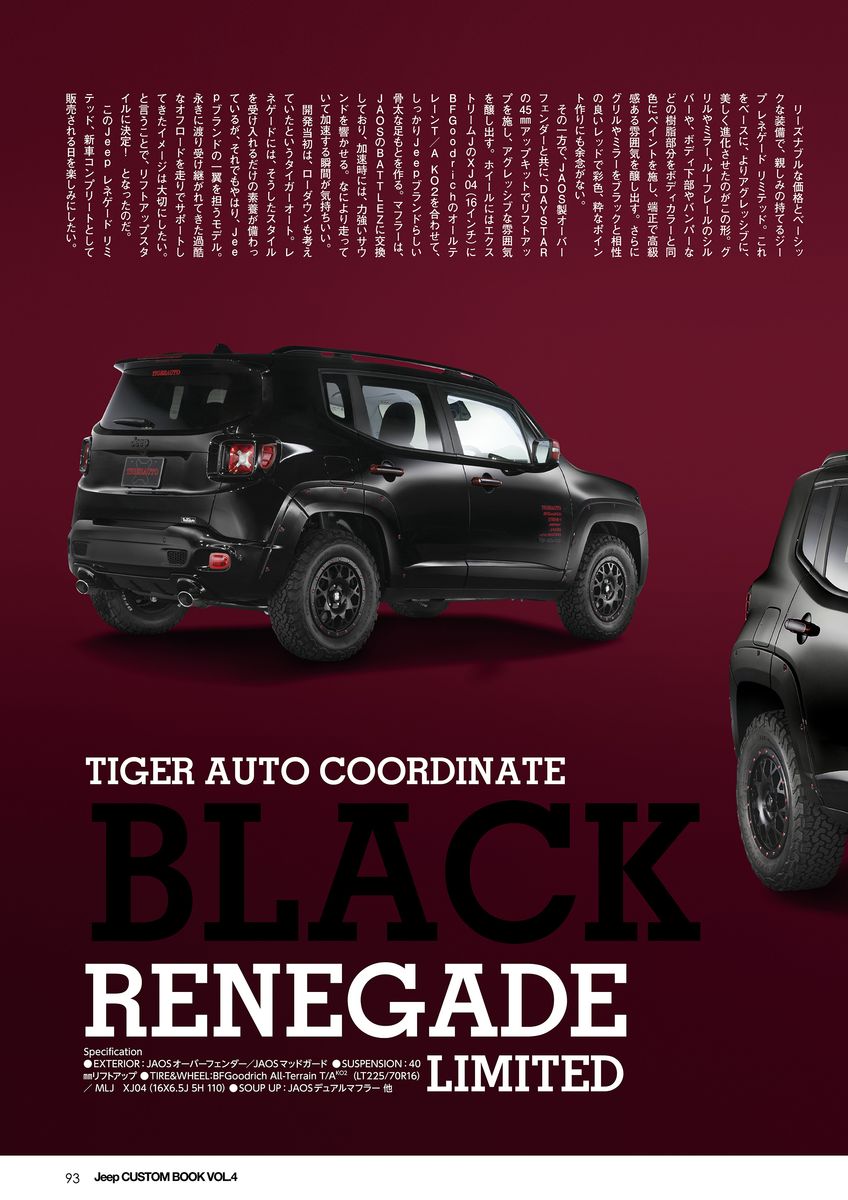 リーズナブルな価格とベーシッ
クな装備で、親しみの持てるジー
プ レネゲード リミテッド。これ
をベースに、よりアグレッシブに、
美しく進化させたのがこの形。グ
リルやミラー、ルーフレールのシル
バーや、ボディ下部やバンパーな
どの樹脂部分をボディカラーと同
色にペイントを施し、端正で高級
感ある雰囲気を醸し出す。さらに
グリルやミラーをブラックと相性
の良いレッドで彩色、粋なポイン
ト作りにも余念がない。
その一方で、JAOS製オーバー
フェンダーと共に、DAYSTAR
の45㎜アップキットでリフトアッ
プを施し、アグレッシブな雰囲気
を醸し出す。ホイールにはエクス
トリームJのXJ04（16インチ）に
BFGoodrichのオールテ
レーンT／A KO2を合わせて、
しっかりJeepブランドらしい
骨太な足もとを作る。マフラーは、
JAOSのBATTLEZに交換
しており、加速時には、力強いサウ
ンドを響かせる。なにより走って
いて加速する瞬間が気持ちいい。
開発当初は、ローダウンも考え
ていたというタイガーオート。レ
ネゲードには、そうしたスタイル
を受け入れるだけの素養が備わっ
ているが、それでもやはり、Jee
pブランドの一翼を担うモデル。
永きに渡り受け継がれてきた過酷
なオフロードを走りでサポートし
てきたイメージは大切にしたい。
と言うことで、リフトアップスタ
イルに決定！　となったのだ。
このJeep レネゲード リミ
テッド、新車コンプリートとして
販売される日を楽しみにしたい。
TIGERAUTO
Jeep
TIGERAUTO
TIGERAUTO
BFGoodrich
TIGER AUTO COORDINATE
BLACK
RENEGADE
LIMITED
Specification
●EXTERIOR：JAOSオーバーフェンダー／JAOSマッドガード ●SUSPENSION：40
㎜リフトアップ ●TIRE&WHEEL:BFGoodrich All-Terrain T/A KO2 (LT225/70R16)
／ MLJ XJ04 (16X6.5J 5H 110) ●SOUP UP：JAOSデュアルマフラー 他
93 Jeep CUSTOM BOOK VOL.4